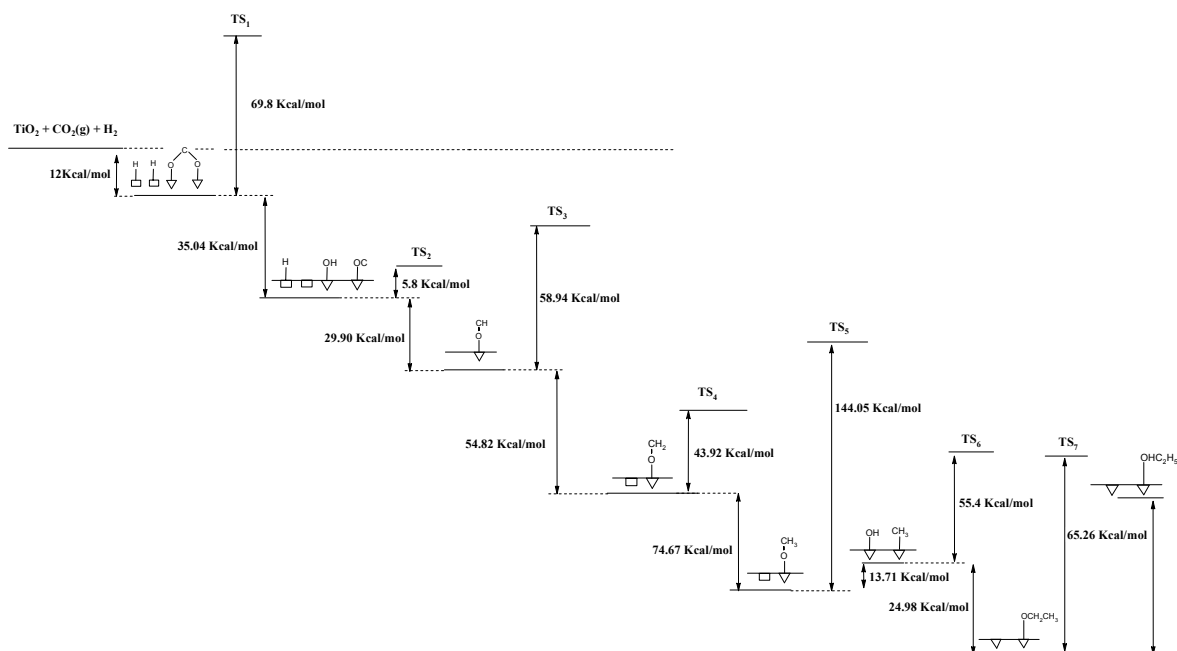 TS1
69.8 Kcal/mol
TiO2 + CO2(g) + H2
12Kcal/mol
H H O C O
35.04 Kcal/mol
H OH OC
TS2
5.8 Kcal/mol
29.90 Kcal/mol
CH
O
TS3
58.94 Kcal/mol
54.82 Kcal/mol
CH2
O
TS4
43.92 Kcal/mol
74.67 Kcal/mol
CH3
O
TS5
144.05 Kcal/mol
OH CH3
13.71 Kcal/mol
TS6
55.4 Kcal/mol
24.98 Kcal/mol
OCH2CH3
TS7
65.26 Kcal/mol
OHC2H5